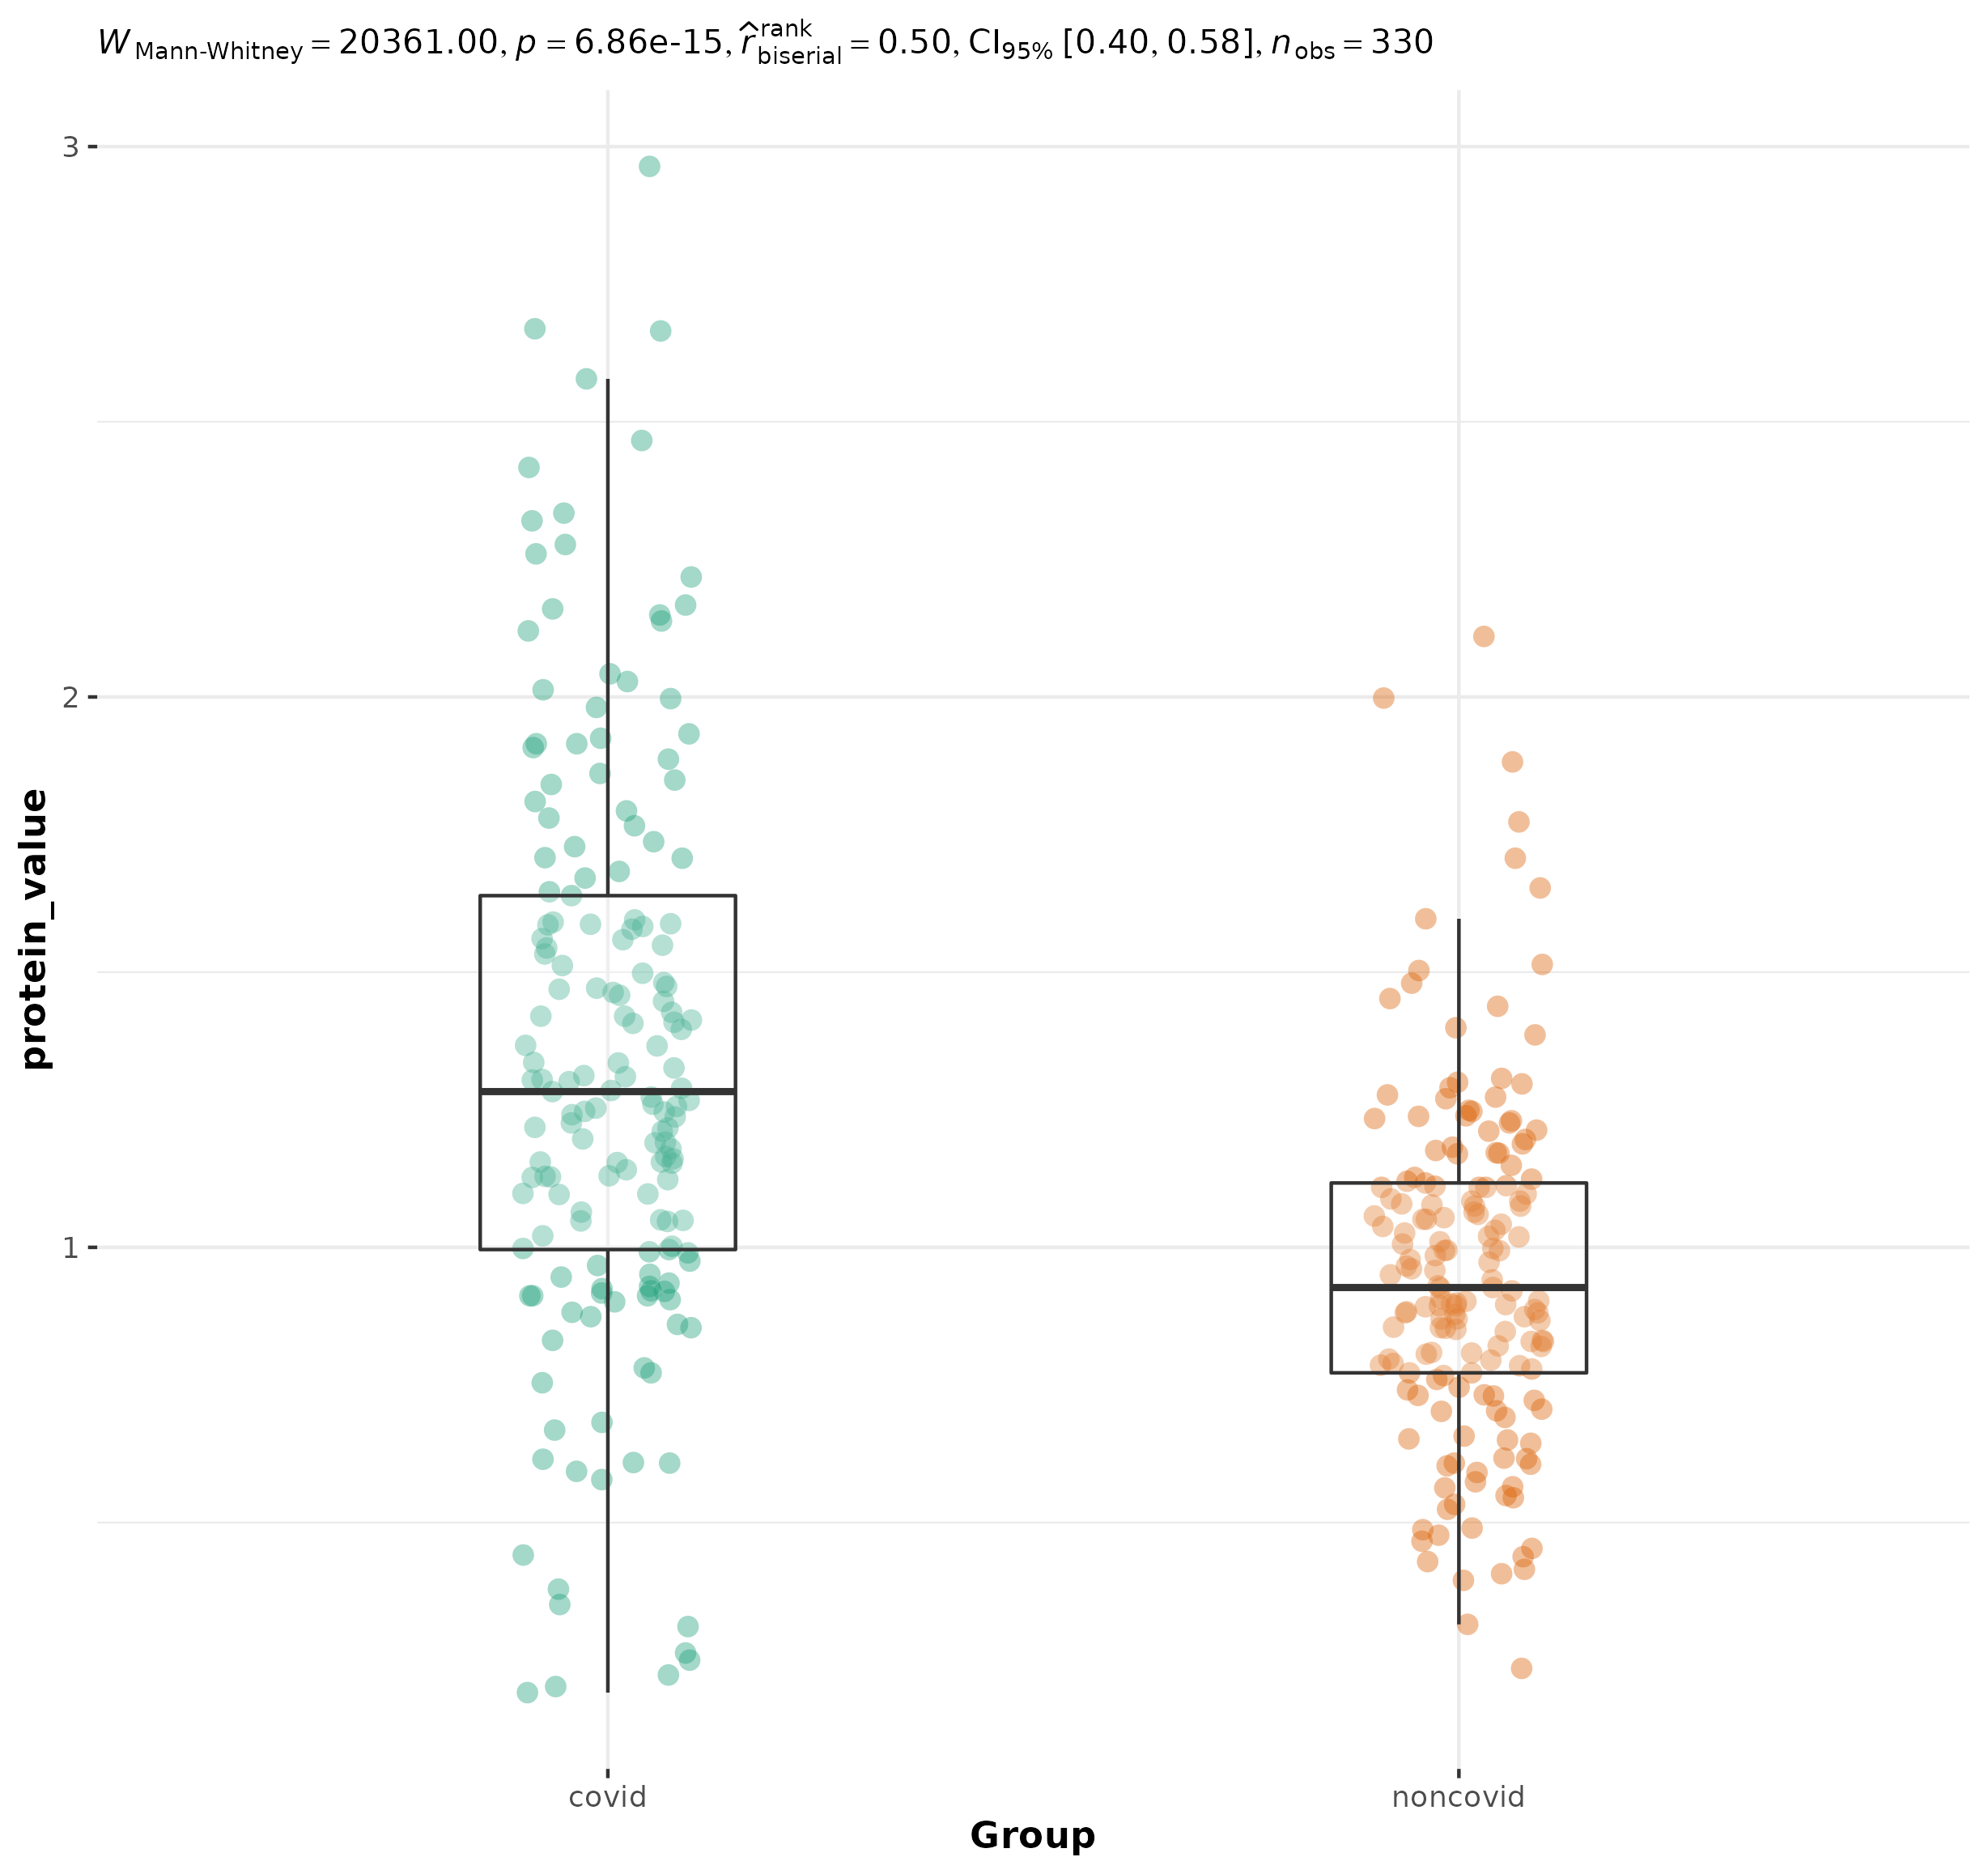 W Mann-Whitney = 20361.00, p = 6.86e-15, r̂ rank biserial = 0.50, CI95% [0.40, 0.58], n obs = 330
3
2
1
protein_value
covid noncovid
Group